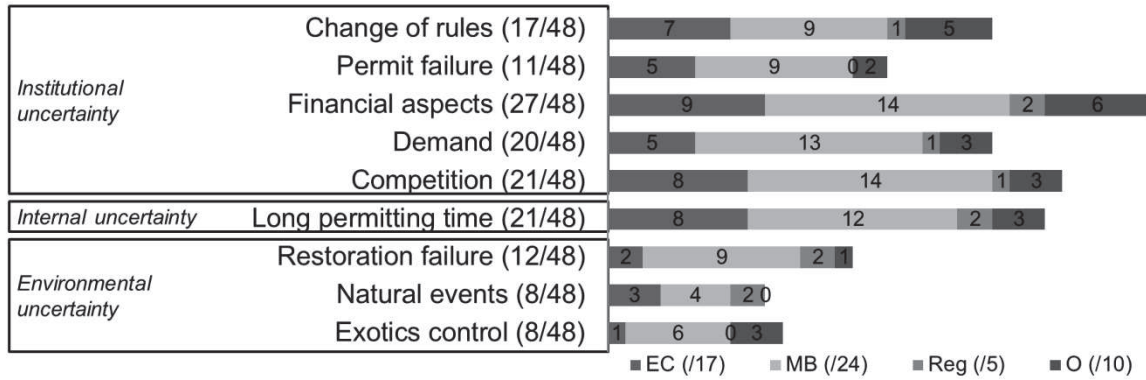 Change of rules (17/48) 7 9 1 5
Permit failure (11/48) 5 9 0 2
Institutional
uncertainty
Financial aspects (27/48) 9 14 2 6
Demand (20/48) 5 13 1 3
Competition (21/48) 8 14 1 3
Internal uncertainty Long permitting time (21/48) 8 12 2 3
Restoration failure (12/48) 2 9 2 1
Environmental
uncertainty
Natural events (8/48) 3 4 2 0
Exotics control (8/48) 1 6 0 3
EC (/17) MB (/24) Reg (/5) O (/10)